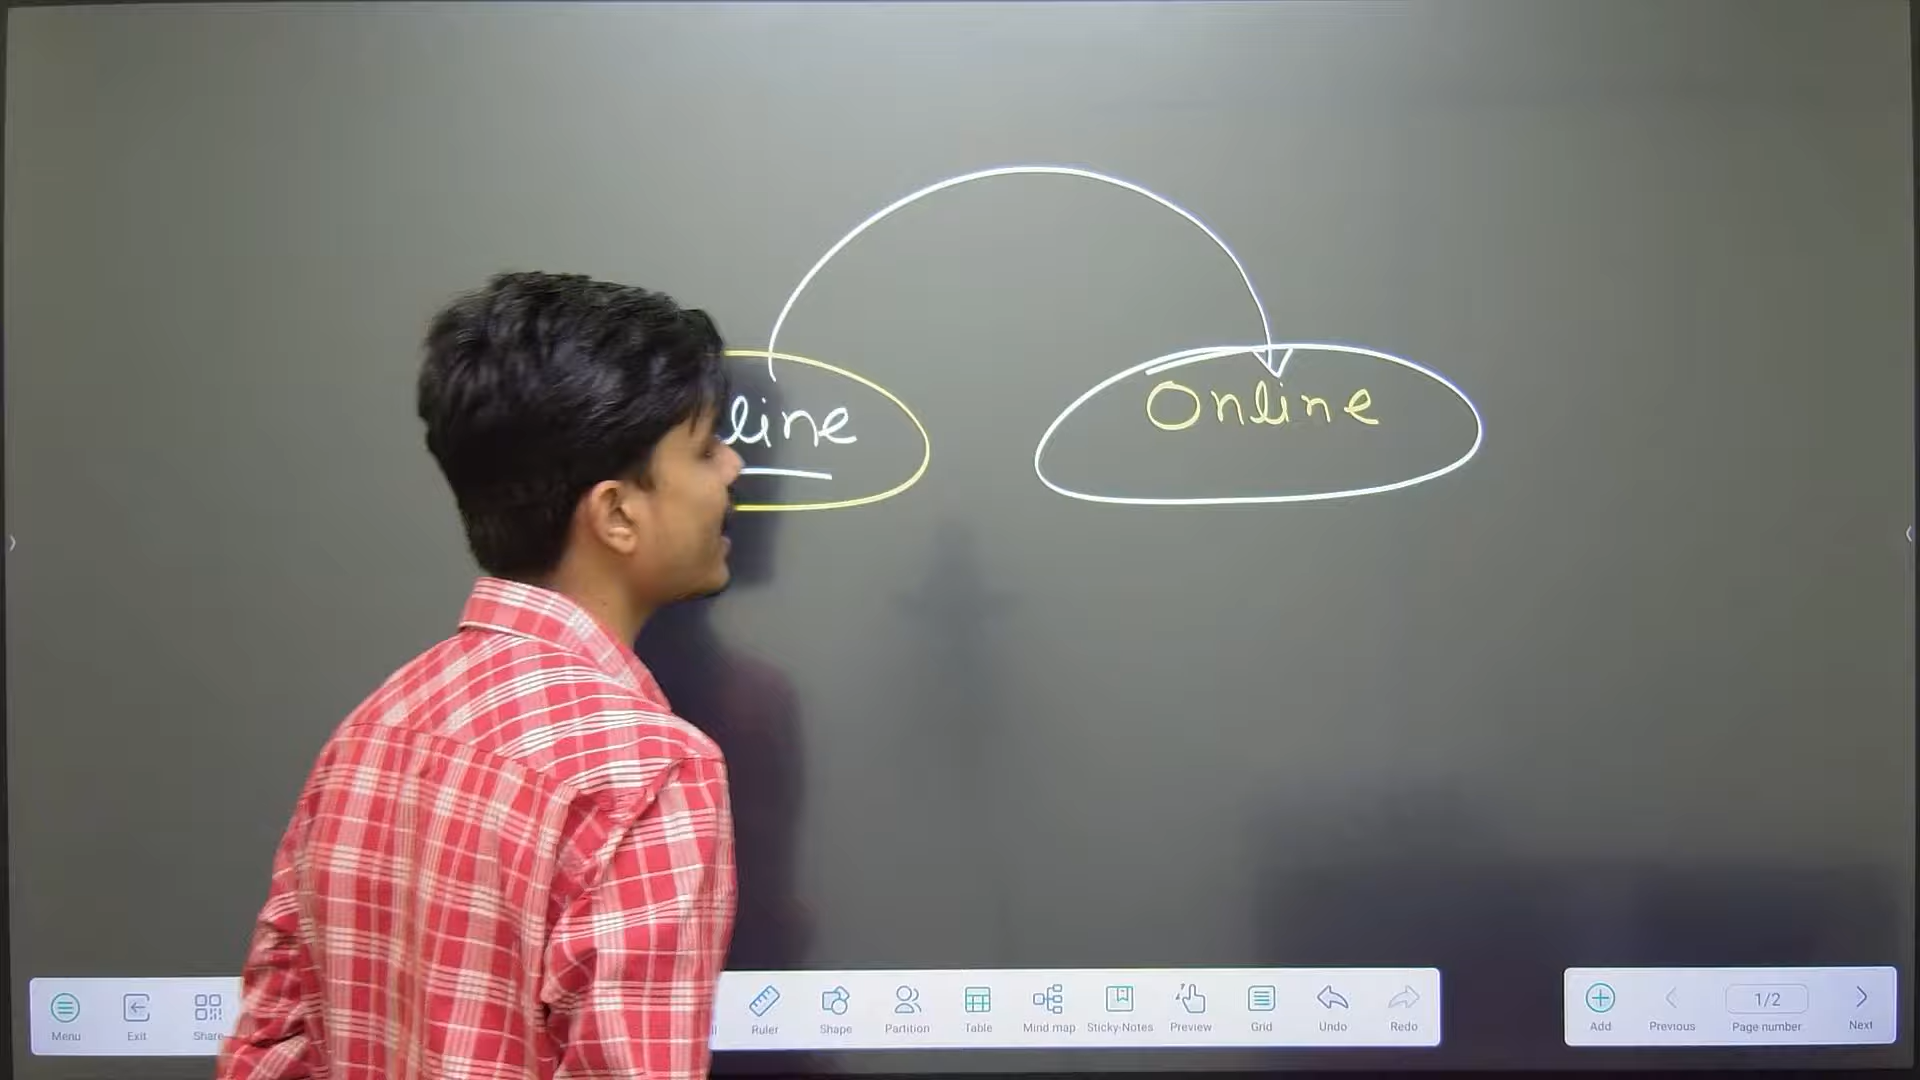 line
Online
Menu
Exit
Share
Ruler
Shape
Partition
Table
Mind map
Sticky-Notes
Preview
Grid
Undo
Redo
Add
Previous
1/2
Page number
Next